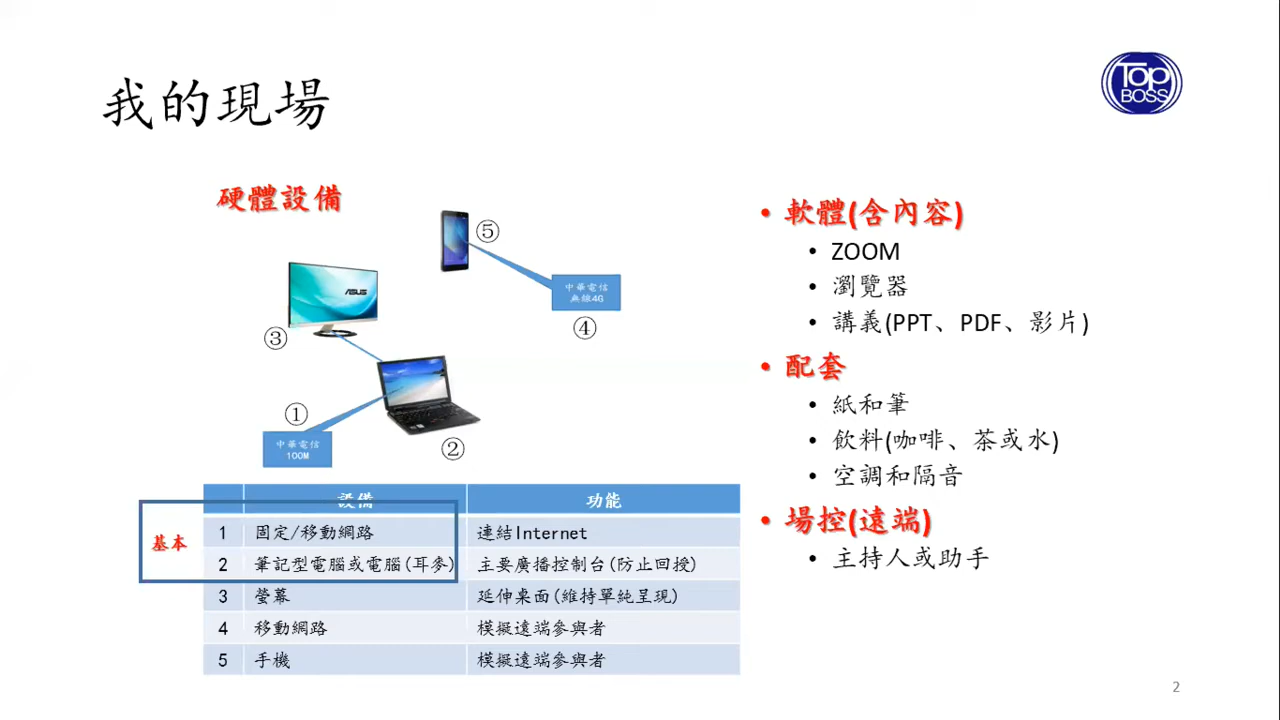 我的現場
TOP
BOSS
硬體設備
⑤
中華電信
無線4G
④
ASUS
③
①
中華電信
100M
②
設備 功能
基本
1 固定/移動網路 連結Internet
2 筆記型電腦或電腦(耳麥) 主要廣播控制台(防止回授)
3 螢幕 延伸桌面(維持單純呈現)
4 移動網路 模擬遠端參與者
5 手機 模擬遠端參與者
• 軟體(含內容)
• ZOOM
• 瀏覽器
• 講義(PPT、PDF、影片)
• 配套
• 紙和筆
• 飲料(咖啡、茶或水)
• 空調和隔音
• 場控(遠端)
• 主持人或助手
2